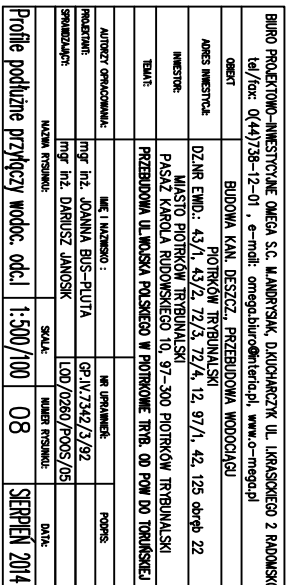 BIURO PROJEKTOWO-INWESTYCYJNE OMEGA S.C. M.ANDRYSIAK, D.KUCHARCZYK UL. I.KRASICKIEGO 2 RADOMSKO
tel/fax: 0(44)738-12-01 , e-mail: omega.biuro@interia.pl, www.o-mega.pl
OBIEKT BUDOWA KAN. DESZCZ., PRZEBUDOWA WODOCIĄGU
ADRES INWESTYCJI: PIOTRKÓW TRYBUNALSKI
DZ.NR EWID.: 43/1, 43/2, 72/3, 72/4, 12, 97/1, 42, 125 obręb 22
INWESTOR: MIASTO PIOTRKÓW TRYBUNALSKI
PASAŻ KAROLA RUDOWSKIEGO 10, 97-300 PIOTRKÓW TRYBUNALSKI
TEMAT: PRZEBUDOWA UL.WOJSKA POLSKIEGO W PIOTRKOWIE TRYB. OD POW DO TORUŃSKIEJ
AUTORZY OPRACOWANIA: IMIĘ I NAZWISKO : NR UPRAWNIEŃ: PODPIS:
PROJEKTANT: mgr inż. JOANNA BUS-PLUTA GP.IV.7342/3/92
SPRAWDZAJĄCY: mgr inż. DARIUSZ JANOSIK LOD/0260/POOS/05
NAZWA RYSUNKU: SKALA: NUMER RYSUNKU: DATA:
Profile podłużne przyłączy wodoc. odc.I 1:500/100 08 SIERPIEŃ 2014